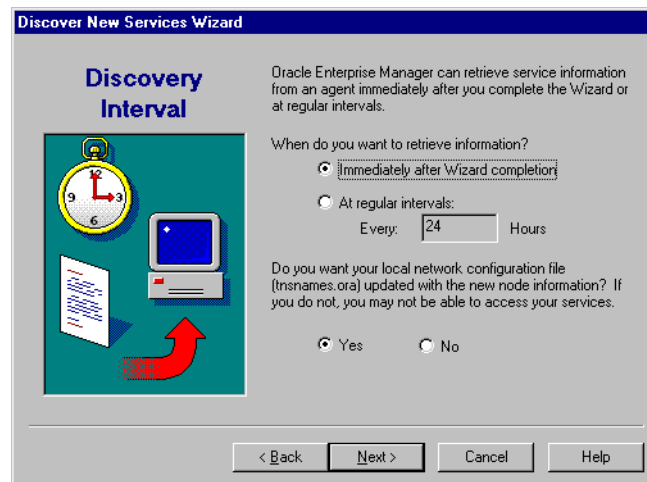 Discover New Services Wizard
Discovery
Interval
Oracle Enterprise Manager can retrieve service information
from an agent immediately after you complete the Wizard or
at regular intervals.
When do you want to retrieve information?
Immediately after Wizard completion
At regular intervals:
Every: 24 Hours
Do you want your local network configuration file
(tnsnames.ora) updated with the new node information? If
you do not, you may not be able to access your services.
Yes No
12
9 3
6
< Back Next > Cancel Help